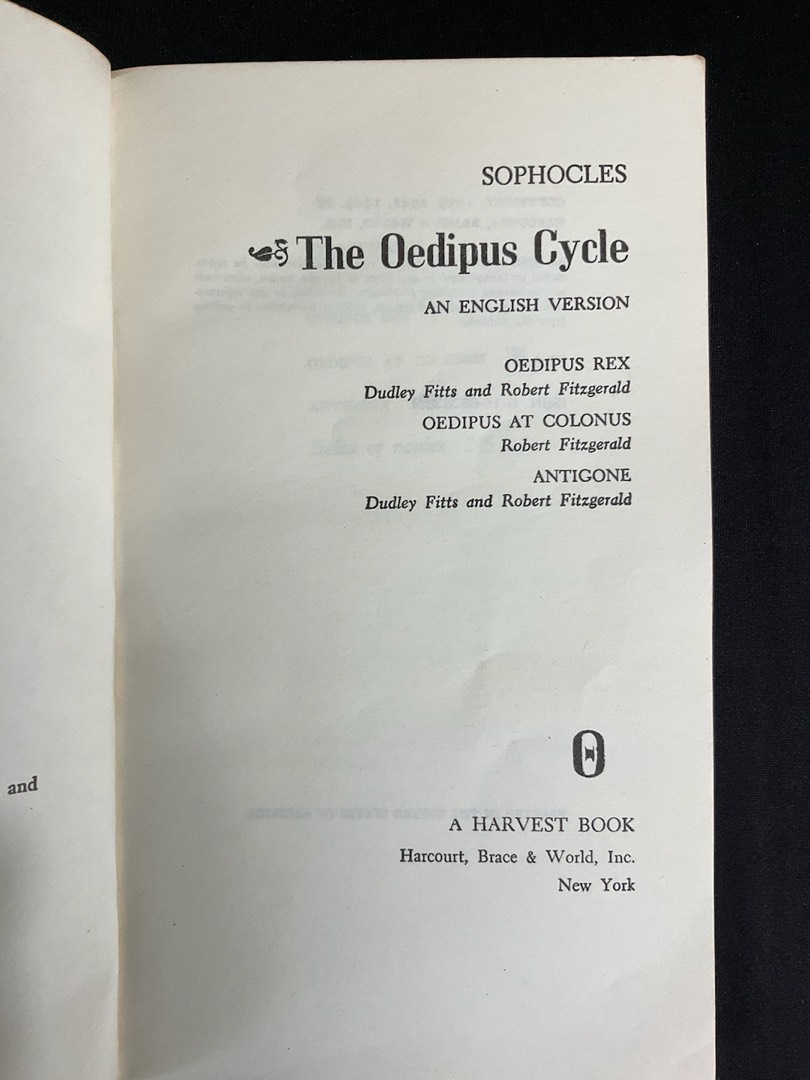 SOPHOCLES
The Oedipus Cycle
AN ENGLISH VERSION
OEDIPUS REX
Dudley Fitts and Robert Fitzgerald
OEDIPUS AT COLONUS
Robert Fitzgerald
ANTIGONE
Dudley Fitts and Robert Fitzgerald
and
A HARVEST BOOK
Harcourt, Brace & World, Inc.
New York